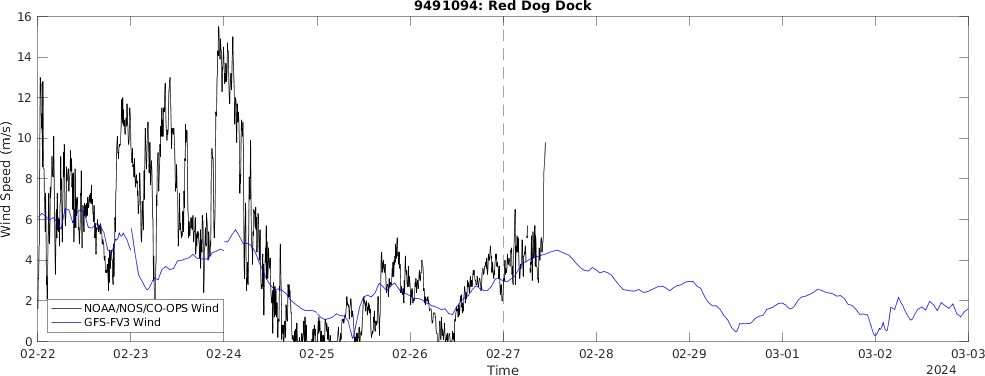 9491094: Red Dog Dock
16
14
12
10
8
6
4
2
0
Wind Speed (m/s)
NOAA/NOS/CO-OPS Wind
GFS-FV3 Wind
02-22 02-23 02-24 02-25 02-26 02-27 02-28 02-29 03-01 03-02 03-03
Time
2024